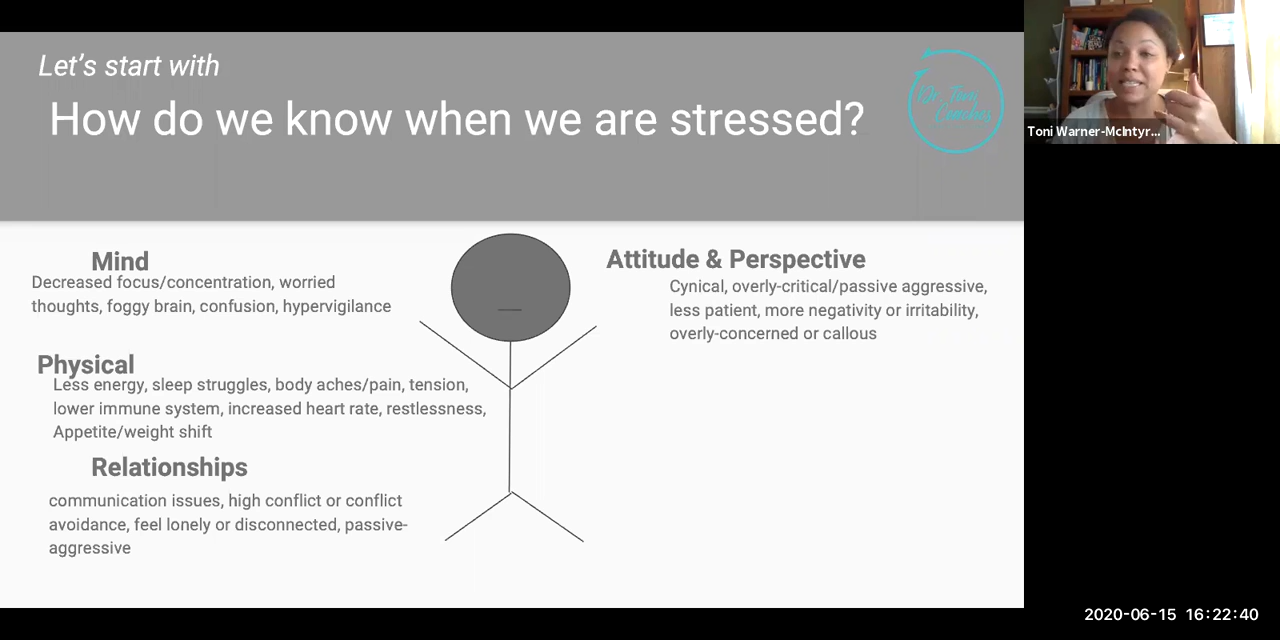 Let's start with
How do we know when we are stressed?
Dr. Toni
Coaches
Toni Warner-McIntyr...
Mind
Decreased focus/concentration, worried
thoughts, foggy brain, confusion, hypervigilance
Physical
Less energy, sleep struggles, body aches/pain, tension,
lower immune system, increased heart rate, restlessness,
Appetite/weight shift
Relationships
communication issues, high conflict or conflict
avoidance, feel lonely or disconnected, passive-
aggressive
Attitude & Perspective
Cynical, overly-critical/passive aggressive,
less patient, more negativity or irritability,
overly-concerned or callous
2020-06-15 16:22:40